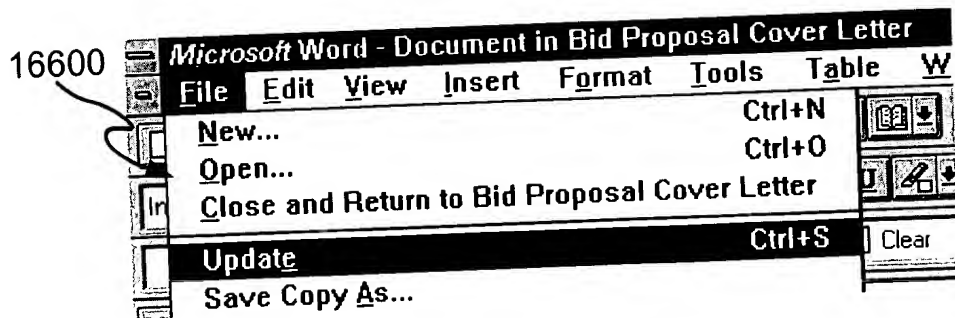 16600
Microsoft Word - Document in Bid Proposal Cover Letter
File Edit View Insert Format Tools Table W
New... Ctrl+N
Open... Ctrl+O
Close and Return to Bid Proposal Cover Letter
In U
Update Ctrl+S Clear
Save Copy As...